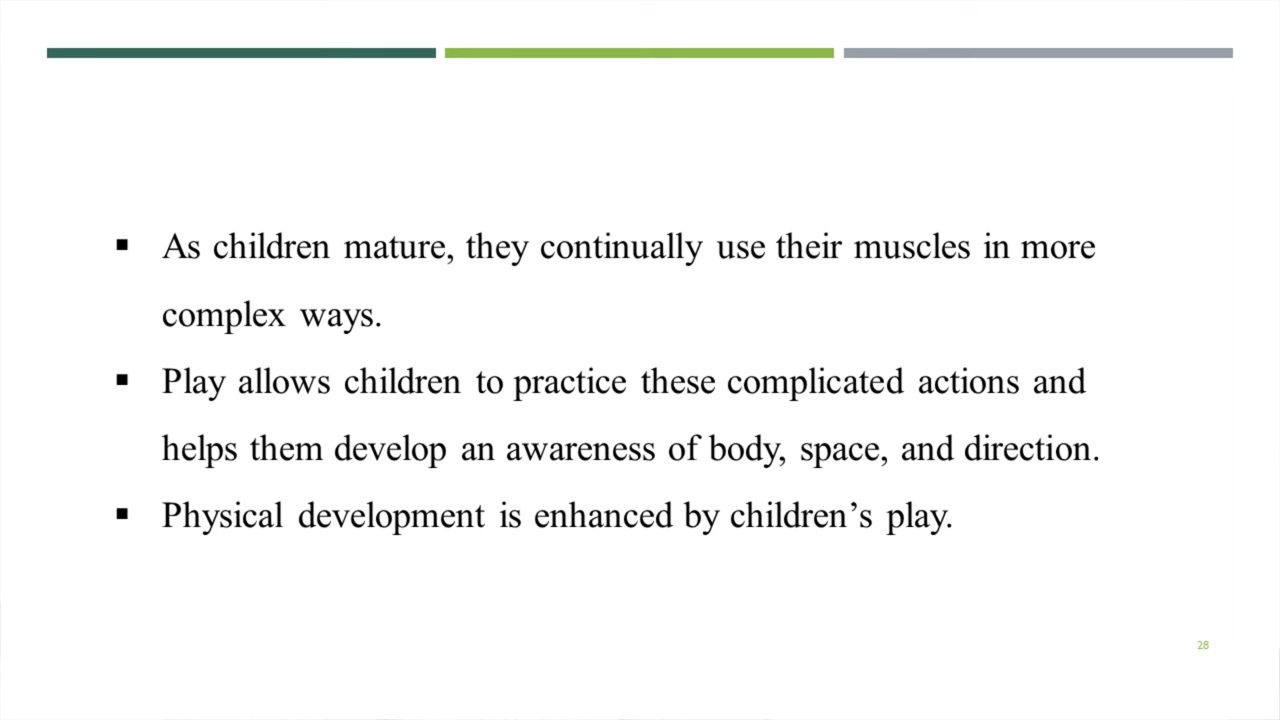 ▪ As children mature, they continually use their muscles in more
complex ways.
▪ Play allows children to practice these complicated actions and
helps them develop an awareness of body, space, and direction.
▪ Physical development is enhanced by children’s play.
28